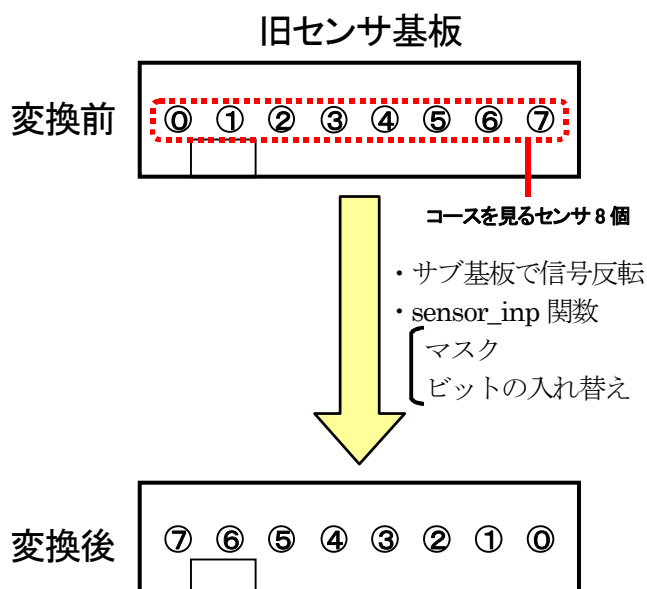 旧センサ基板
変換前
⓪ ① ② ③ ④ ⑤ ⑥ ⑦
コースを見るセンサ 8 個
・サブ基板で信号反転
・sensor_inp 関数
マスク
ビットの入れ替え
変換後
⑦ ⑥ ⑤ ④ ③ ② ① ⓪